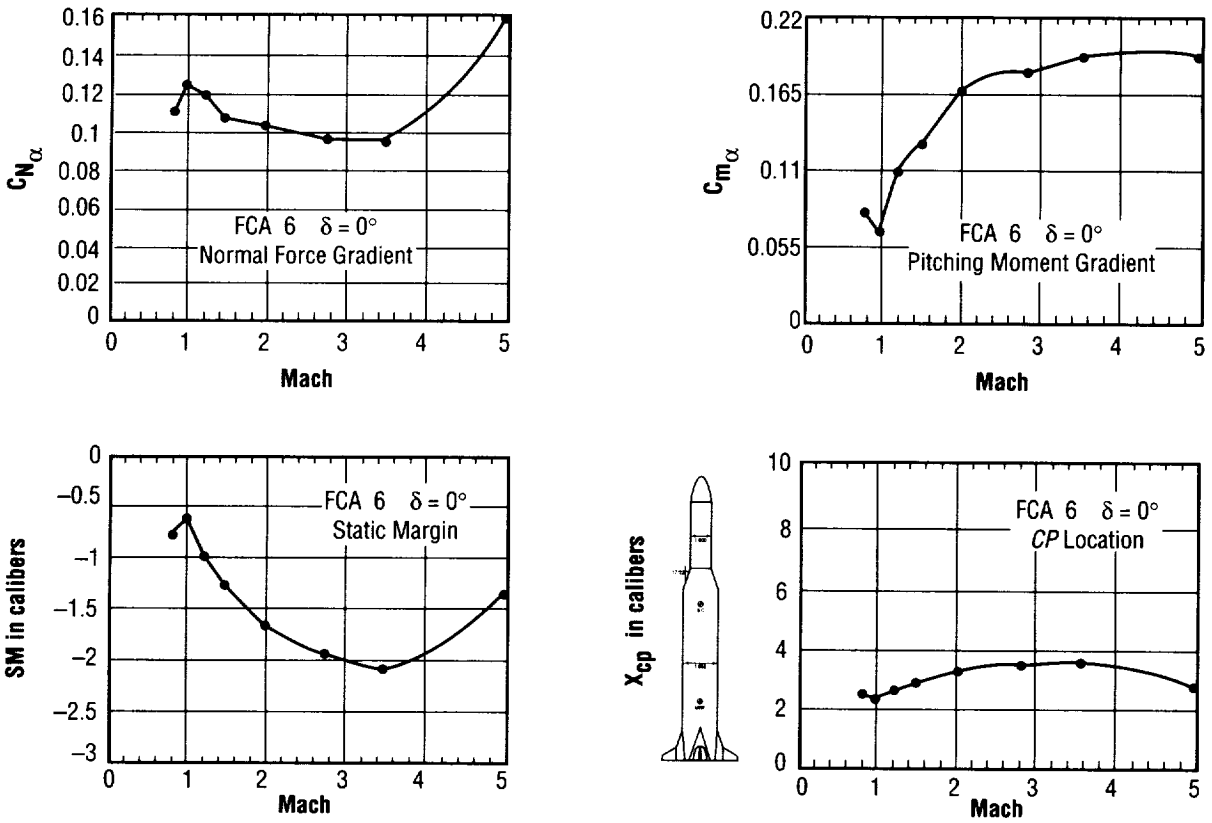 0.16
0.14
0.12
0.1
0.08
0.06
0.04
0.02
0
CNα
FCA 6 δ = 0°
Normal Force Gradient
0 1 2 3 4 5
Mach
0.22
0.165
0.11
0.055
0
Cmα
FCA 6 δ = 0°
Pitching Moment Gradient
0 1 2 3 4 5
Mach
0
−0.5
−1
−1.5
−2
−2.5
−3
SM in calibers
FCA 6 δ = 0°
Static Margin
0 1 2 3 4 5
Mach
Xcp in calibers
10
8
6
4
2
0
FCA 6 δ = 0°
CP Location
0 1 2 3 4 5
Mach